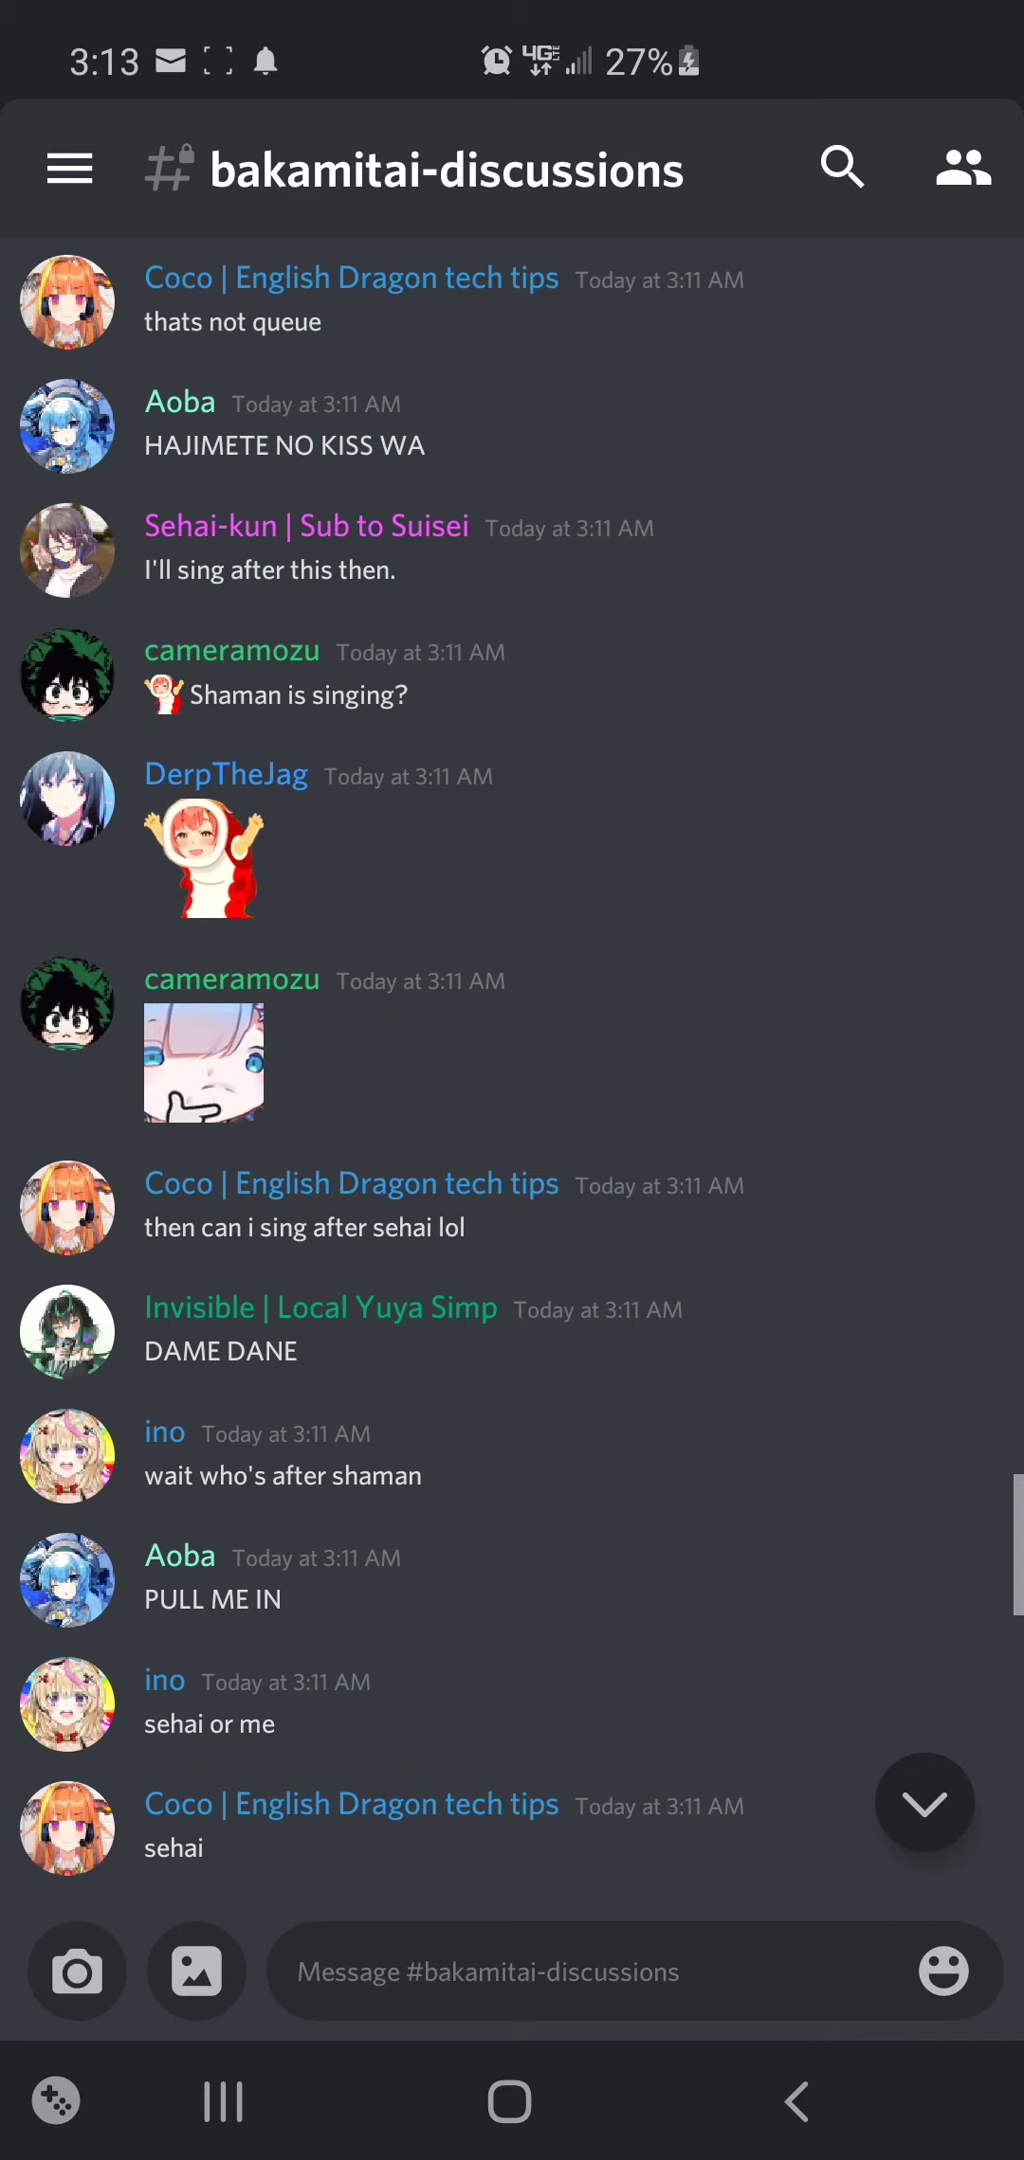 3:13 4G LTE 27%
bakamitai-discussions
Coco | English Dragon tech tips Today at 3:11 AM
thats not queue
Aoba Today at 3:11 AM
HAJIMETE NO KISS WA
Sehai-kun | Sub to Suisei Today at 3:11 AM
I'll sing after this then.
cameramozu Today at 3:11 AM
Shaman is singing?
DerpTheJag Today at 3:11 AM
cameramozu Today at 3:11 AM
Coco | English Dragon tech tips Today at 3:11 AM
then can i sing after sehai lol
Invisible | Local Yuya Simp Today at 3:11 AM
DAME DANE
ino Today at 3:11 AM
wait who's after shaman
Aoba Today at 3:11 AM
PULL ME IN
ino Today at 3:11 AM
sehai or me
Coco | English Dragon tech tips Today at 3:11 AM
sehai
Message #bakamitai-discussions